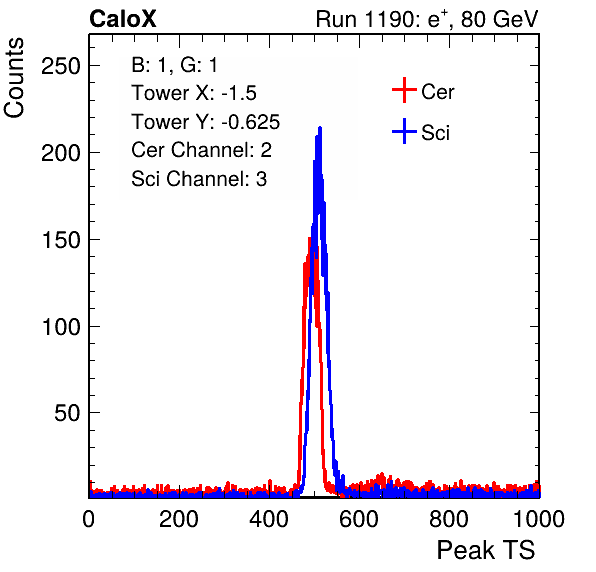 CaloX
Run 1190: e+, 80 GeV
Counts
B: 1, G: 1
Tower X: -1.5
Tower Y: -0.625
Cer Channel: 2
Sci Channel: 3
Cer
Sci
250
200
150
100
50
0
200
400
600
800
1000
Peak TS